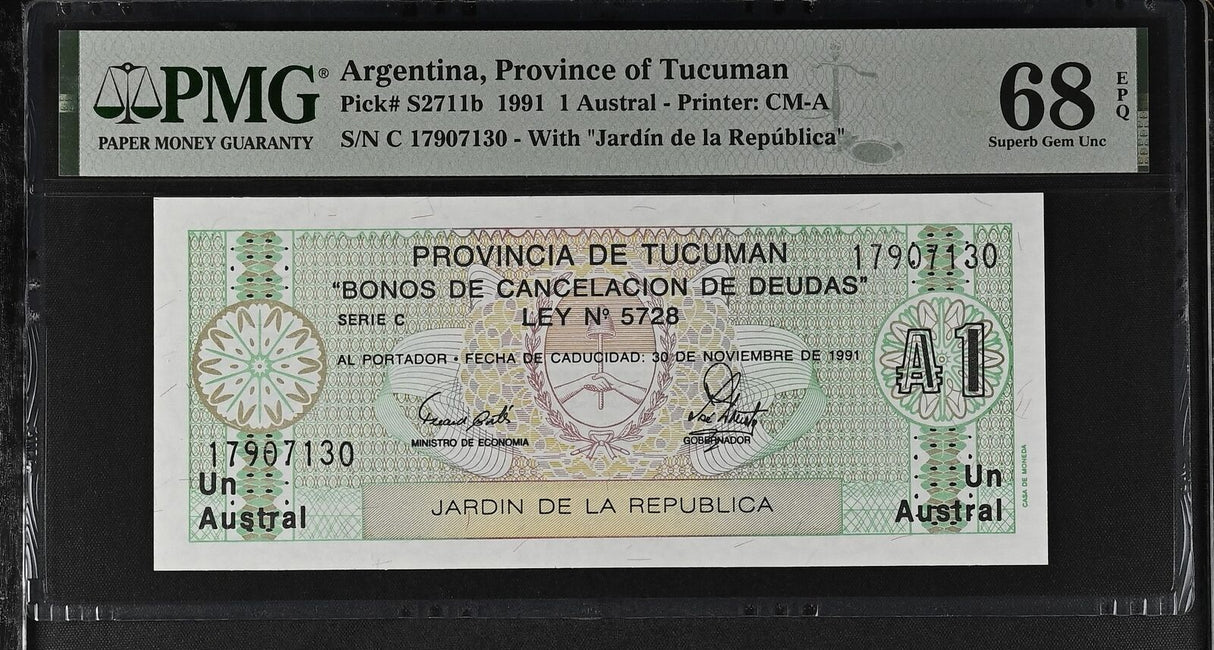 PMG®
PAPER MONEY GUARANTY
Argentina, Province of Tucuman
Pick# S2711b 1991 1 Austral - Printer: CM-A
S/N C 17907130 - With "Jardín de la República"
68
EPQ
Superb Gem Unc
PROVINCIA DE TUCUMAN
17907130
"BONOS DE CANCELACION DE DEUDAS"
SERIE C
LEY Nº 5728
AL PORTADOR • FECHA DE CADUCIDAD: 30 DE NOVIEMBRE DE 1991
₳ 1
MINISTRO DE ECONOMIA
GOBERNADOR
17907130
Un
Austral
Un
Austral
JARDIN DE LA REPUBLICA
CASA DE MONEDA